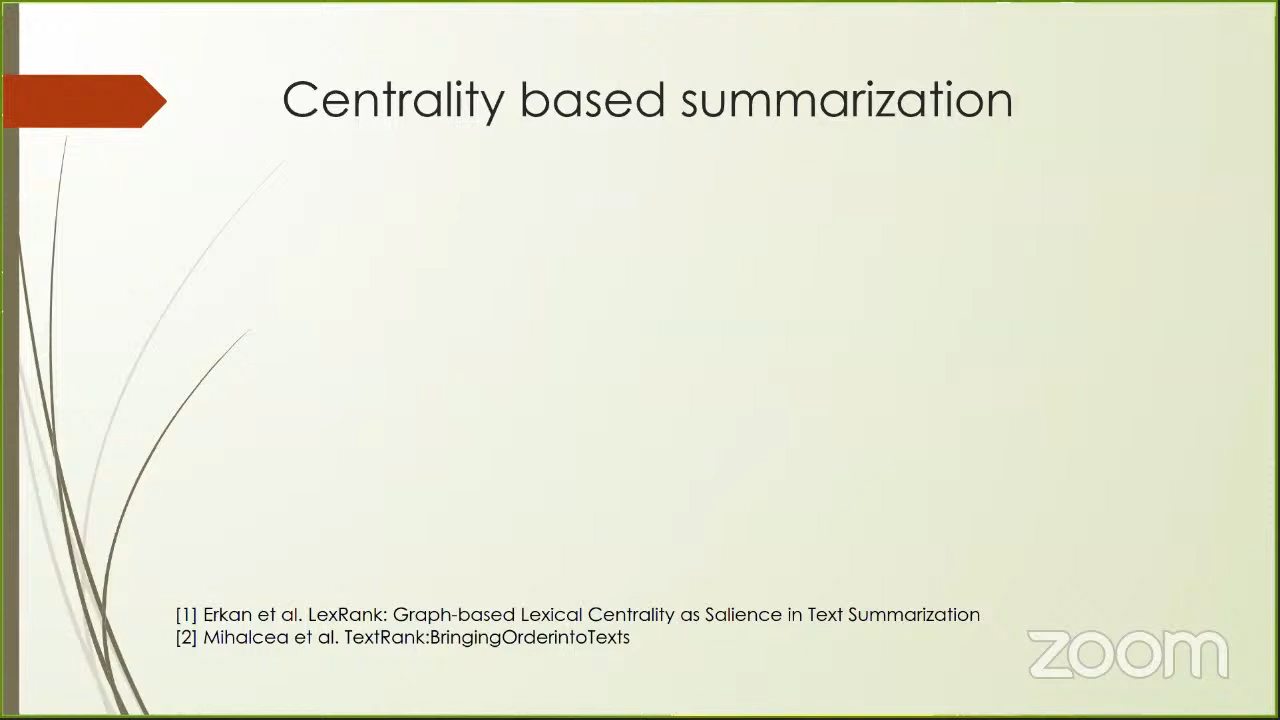 Centrality based summarization
[1] Erkan et al. LexRank: Graph-based Lexical Centrality as Salience in Text Summarization
[2] Mihalcea et al. TextRank:BringingOrderintoTexts
zoom